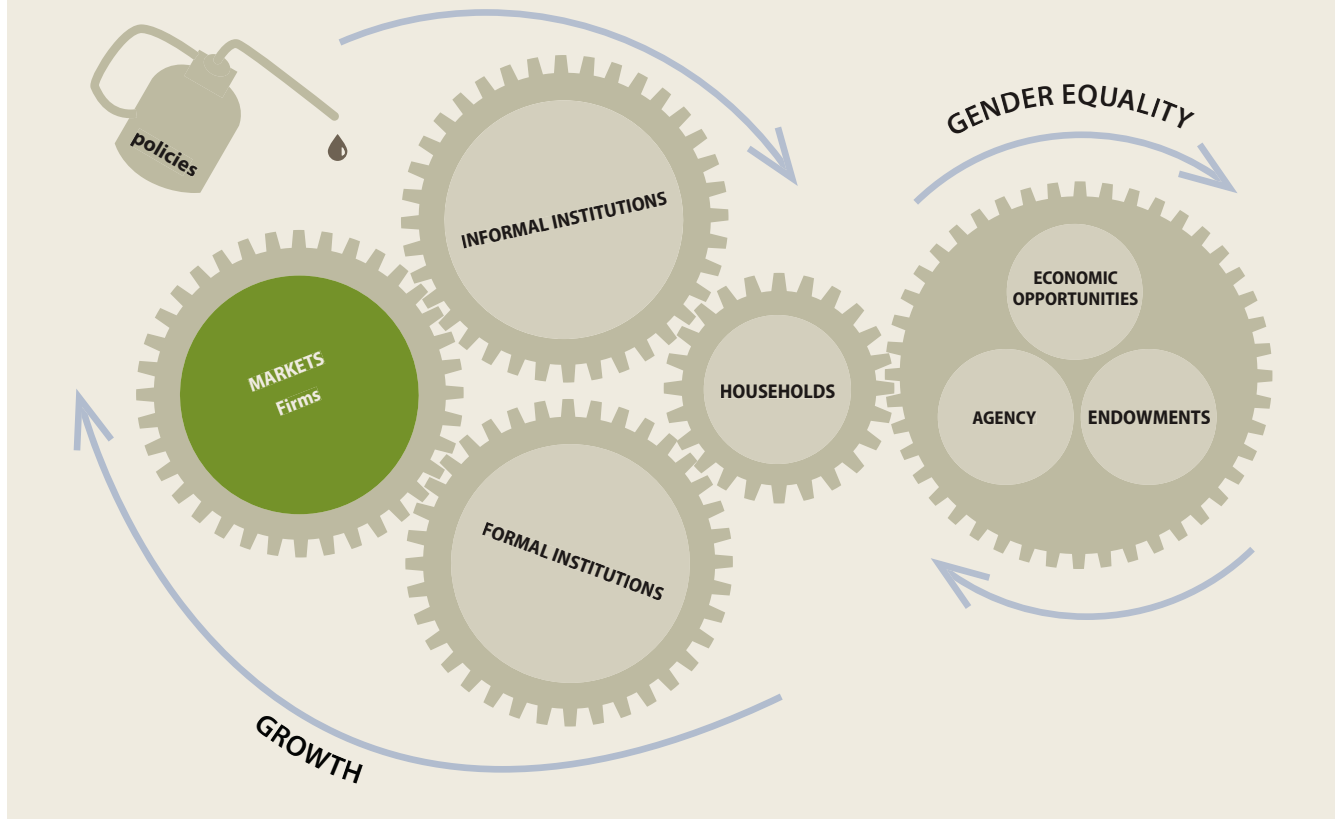 policies
GENDER EQUALITY
INFORMAL INSTITUTIONS
ECONOMIC
OPPORTUNITIES
MARKETS
Firms
HOUSEHOLDS
AGENCY
ENDOWMENTS
FORMAL INSTITUTIONS
GROWTH